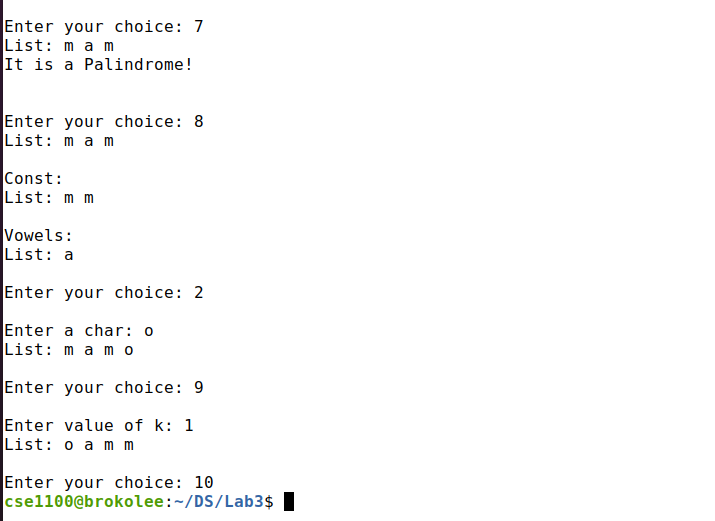 Enter your choice: 7
List: m a m
It is a Palindrome!
Enter your choice: 8
List: m a m
Const:
List: m m
Vowels:
List: a
Enter your choice: 2
Enter a char: o
List: m a m o
Enter your choice: 9
Enter value of k: 1
List: o a m m
Enter your choice: 10
cse1100@brokolee:~/DS/Lab3$